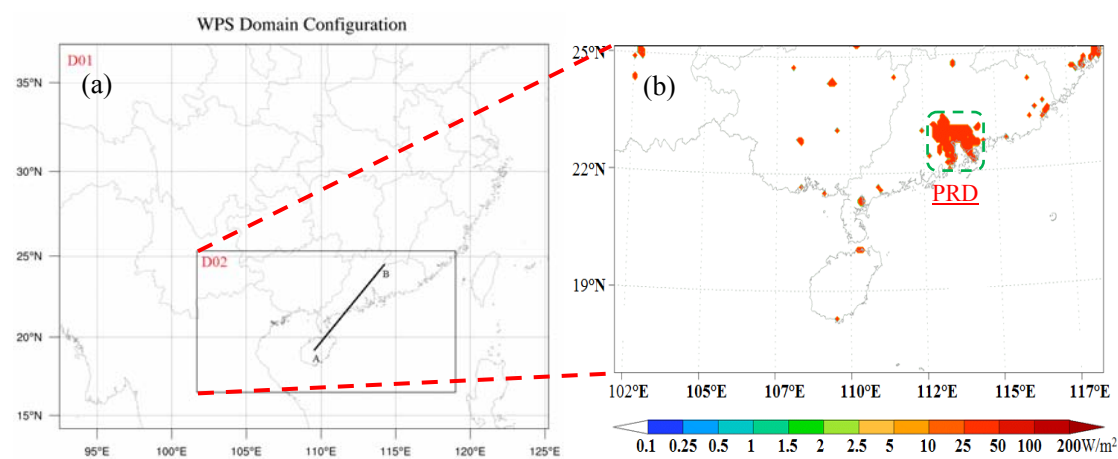 WPS Domain Configuration
D01
(a)
35°N
30°N
25°N
20°N
15°N
D02
B
A
95°E 100°E 105°E 110°E 115°E 120°E 125°E
25°N
(b)
22°N
PRD
19°N
102°E 105°E 107°E 110°E 112°E 115°E 117°E
0.1 0.25 0.5 1 1.5 2 2.5 5 10 25 50 100 200W/m²